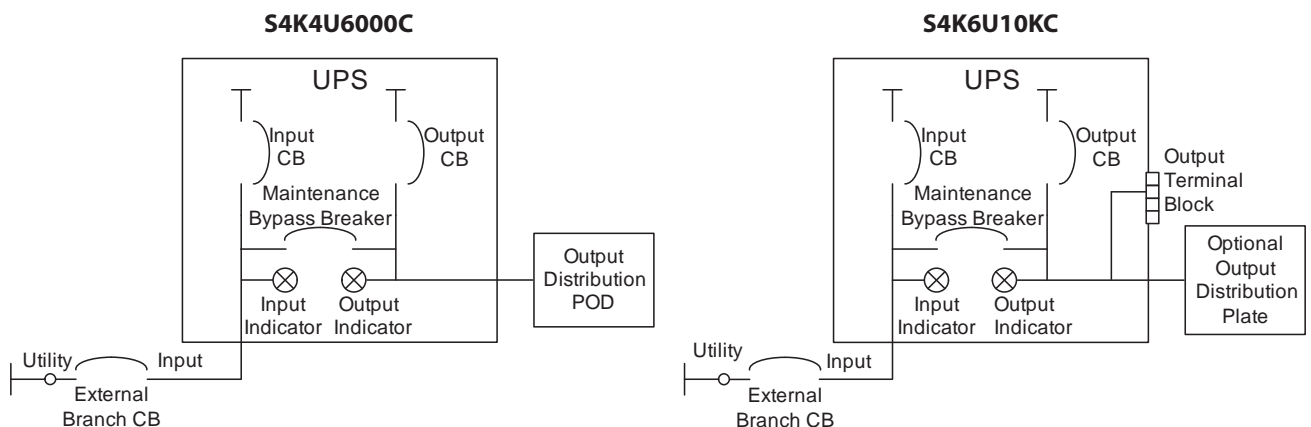 S4K4U6000C
UPS
Input
CB
Output
CB
Maintenance
Bypass Breaker
Input
Indicator
Output
Indicator
Output
Distribution
POD
Utility
Input
External
Branch CB
S4K6U10KC
UPS
Input
CB
Output
CB
Output
Terminal
Block
Maintenance
Bypass Breaker
Input
Indicator
Output
Indicator
Optional
Output
Distribution
Plate
Utility
Input
External
Branch CB